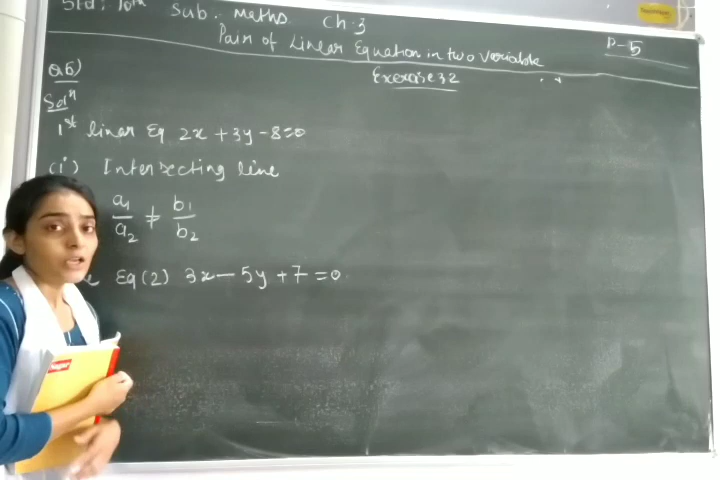 Std: 10th Sub. Maths Ch: 3
Pair of Linear Equation in two Variable
P-5
Exercise 3.2
Q.6)
Solⁿ
1st linear Eq 2x + 3y - 8 = 0
(i) Intersecting line
a₁/a₂ ≠ b₁/b₂
Eq (2) 3x - 5y + 7 = 0